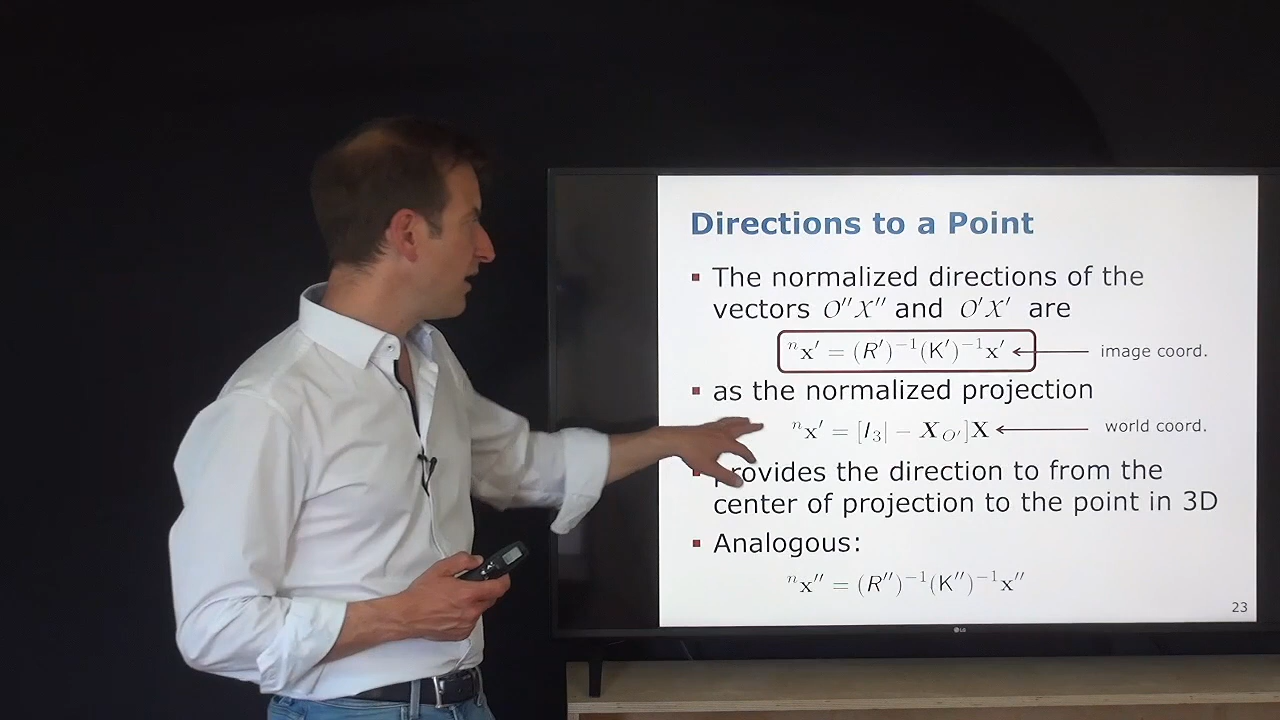 Directions to a Point
▪ The normalized directions of the
vectors O″X″ and O′X′ are
ⁿx′ = (R′)⁻¹(K′)⁻¹x′ image coord.
▪ as the normalized projection
ⁿx′ = [I₃| − X_O′]X world coord.
▪ provides the direction to from the
center of projection to the point in 3D
▪ Analogous:
ⁿx″ = (R″)⁻¹(K″)⁻¹x″
23
LG